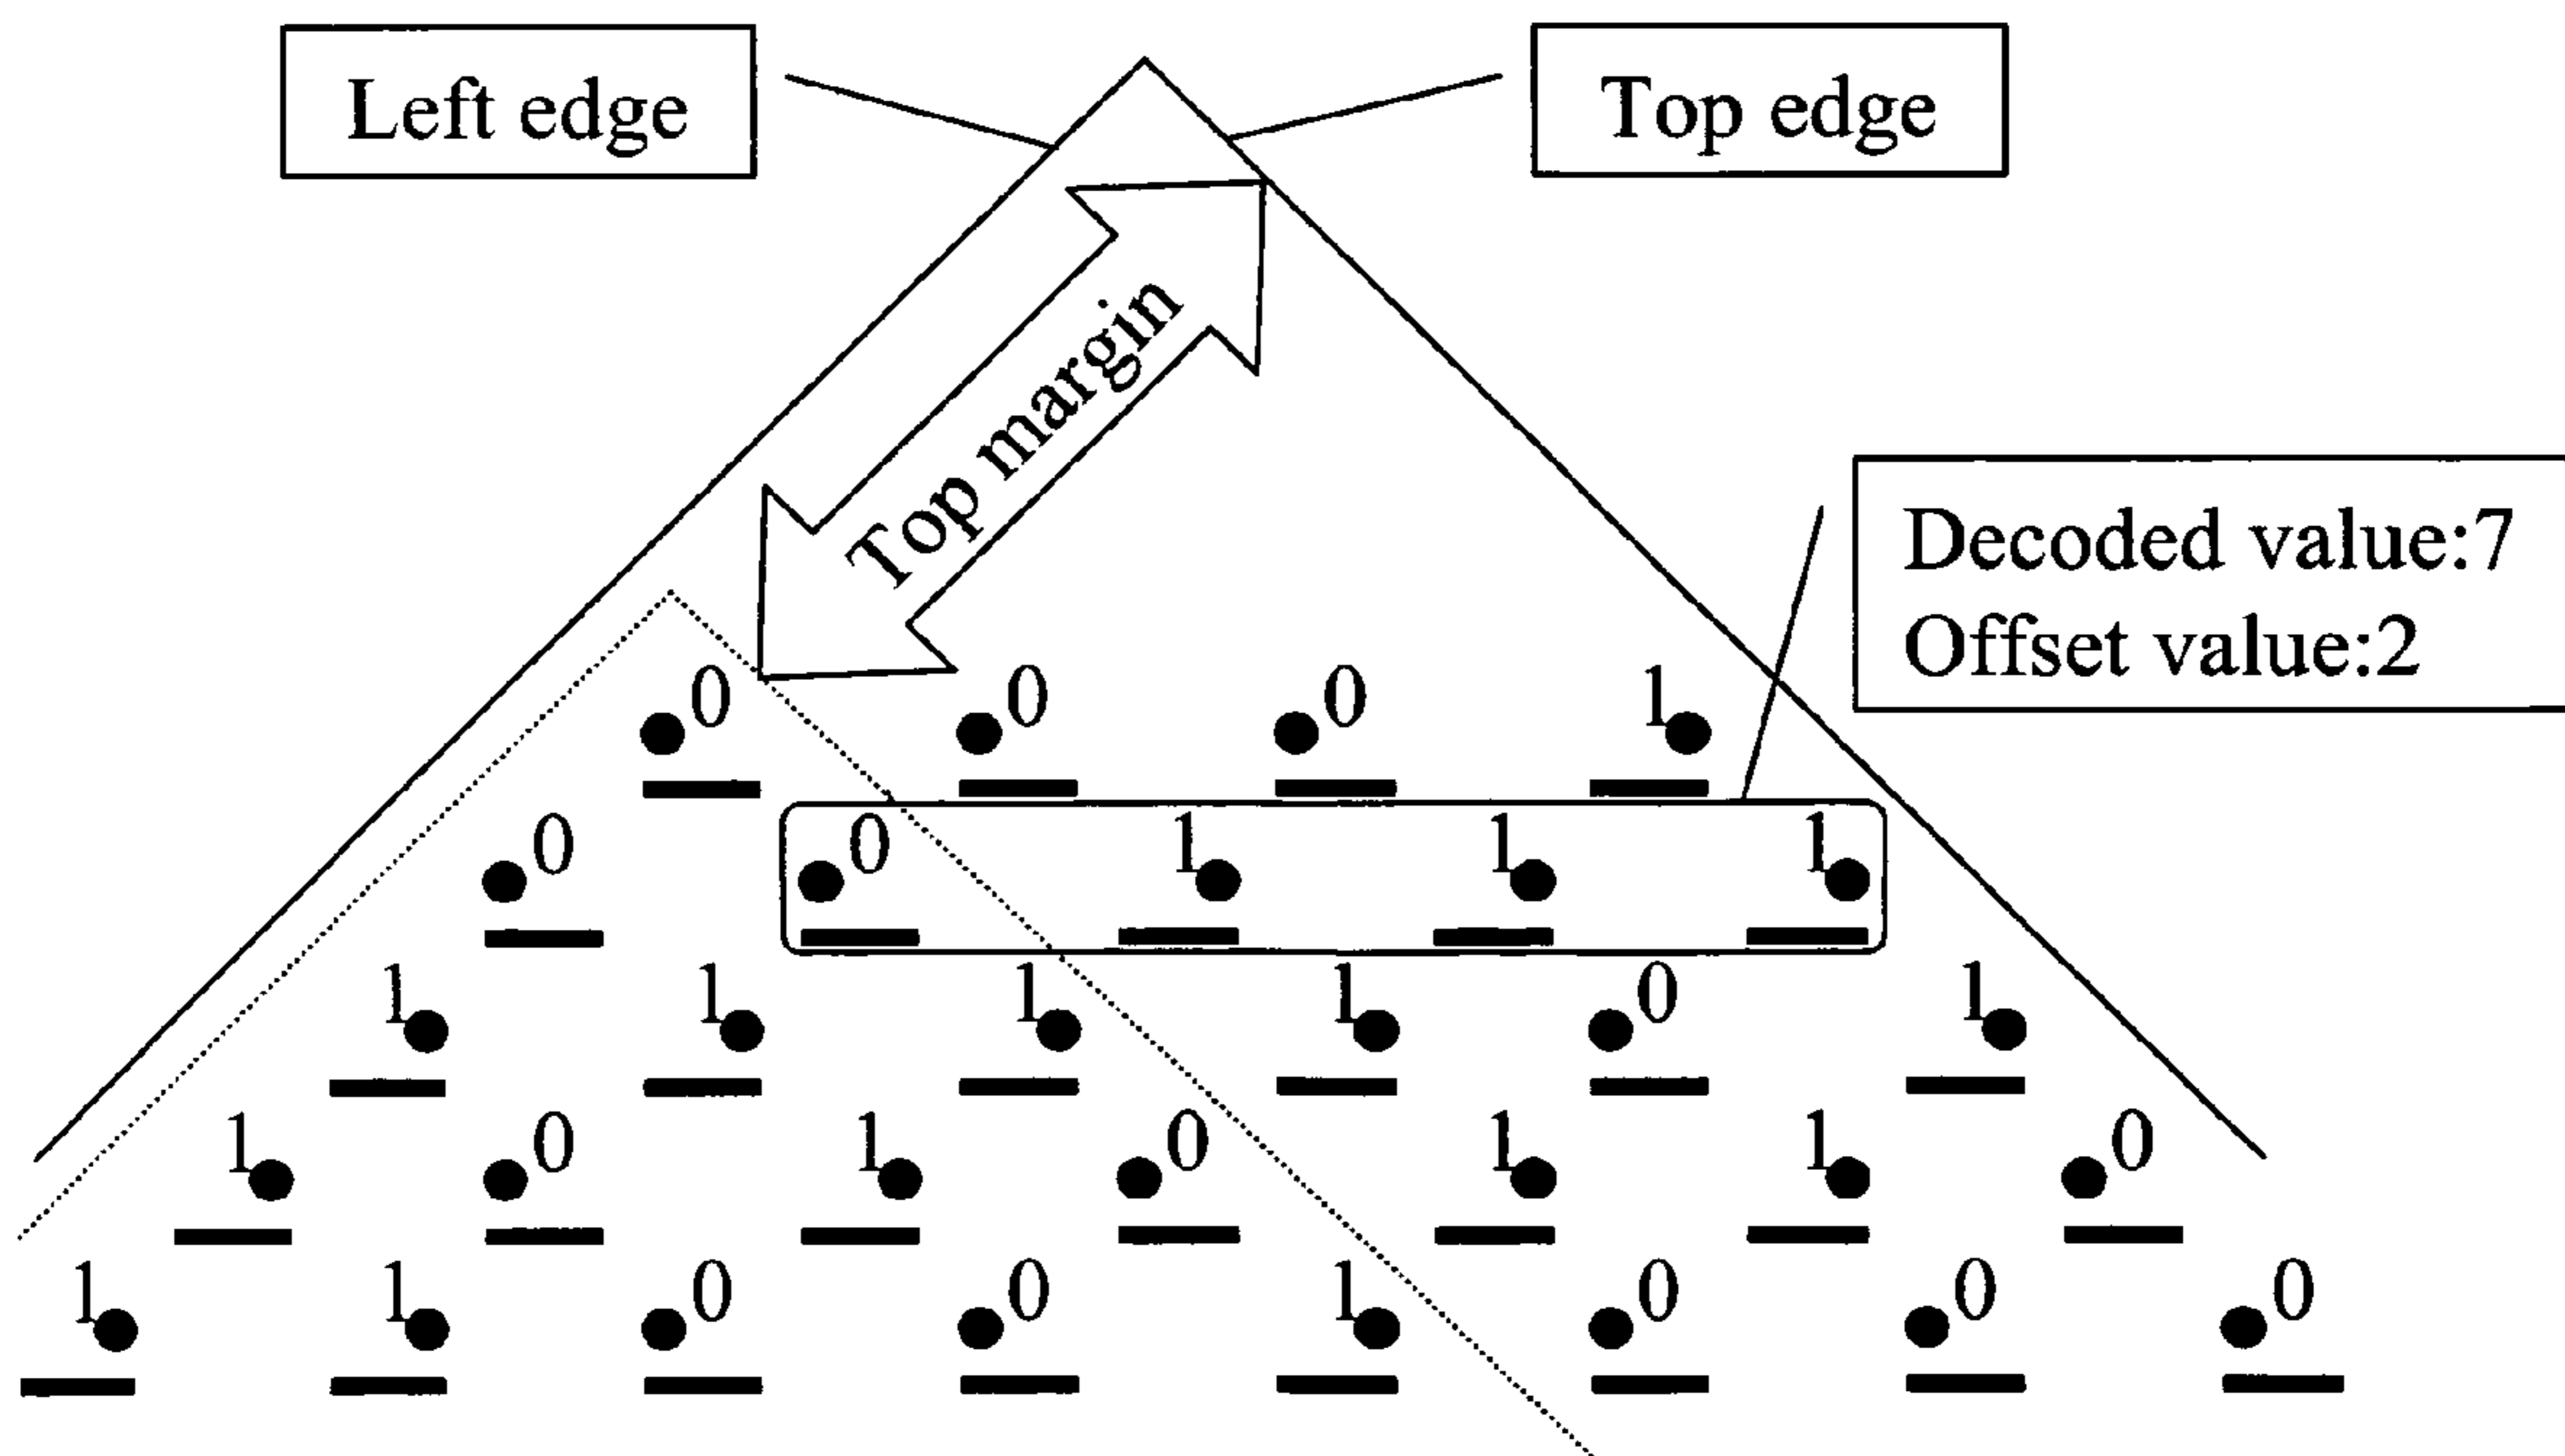 Left edge
Top edge
Top margin
Decoded value:7
Offset value:2
0 0 0 1
0 0 1 1 1
1 1 1 1 0 1
1 0 1 0 1 1 0
1 1 0 0 1 0 0 0